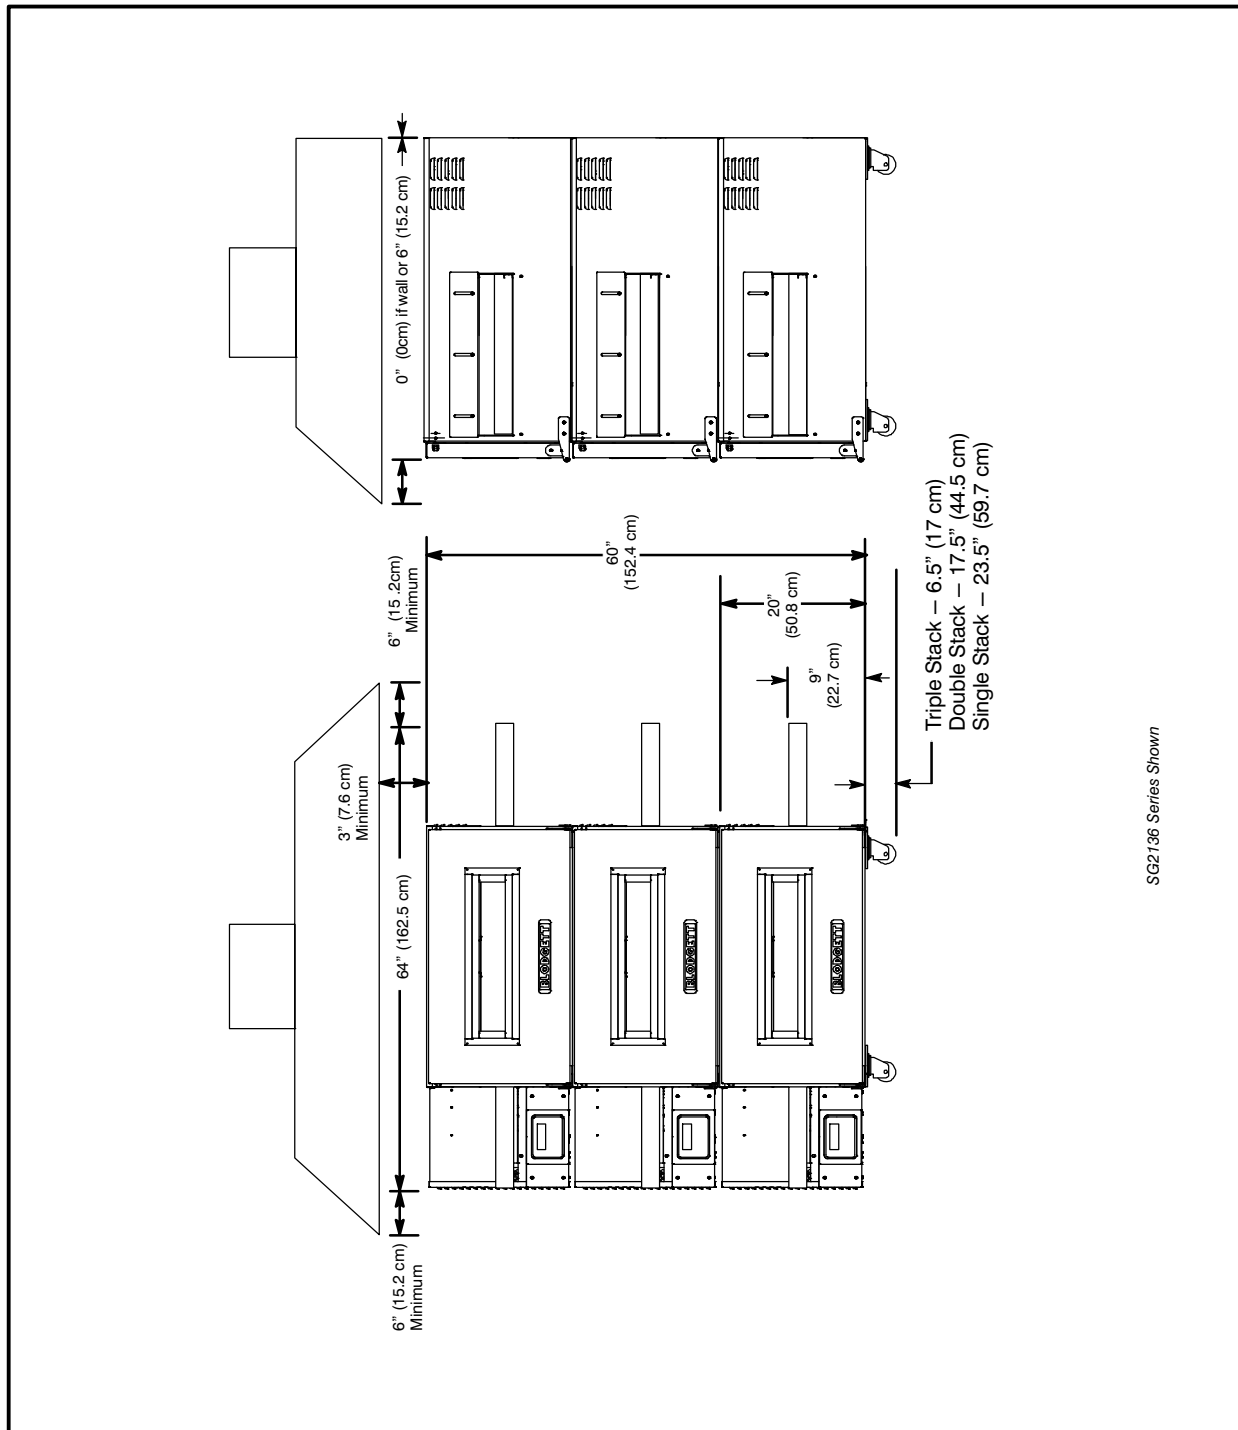 0” (0cm) if wall or 6” (15.2 cm)
6” (15 .2cm)
Minimum
3” (7.6 cm)
Minimum
64” (162.5 cm)
6” (15.2 cm)
Minimum
60”
(152.4 cm)
20”
(50.8 cm)
9”
(22.7 cm)
Triple Stack – 6.5” (17 cm)
Double Stack – 17.5” (44.5 cm)
Single Stack – 23.5” (59.7 cm)
BLODGETT
BLODGETT
BLODGETT
SG2136 Series Shown